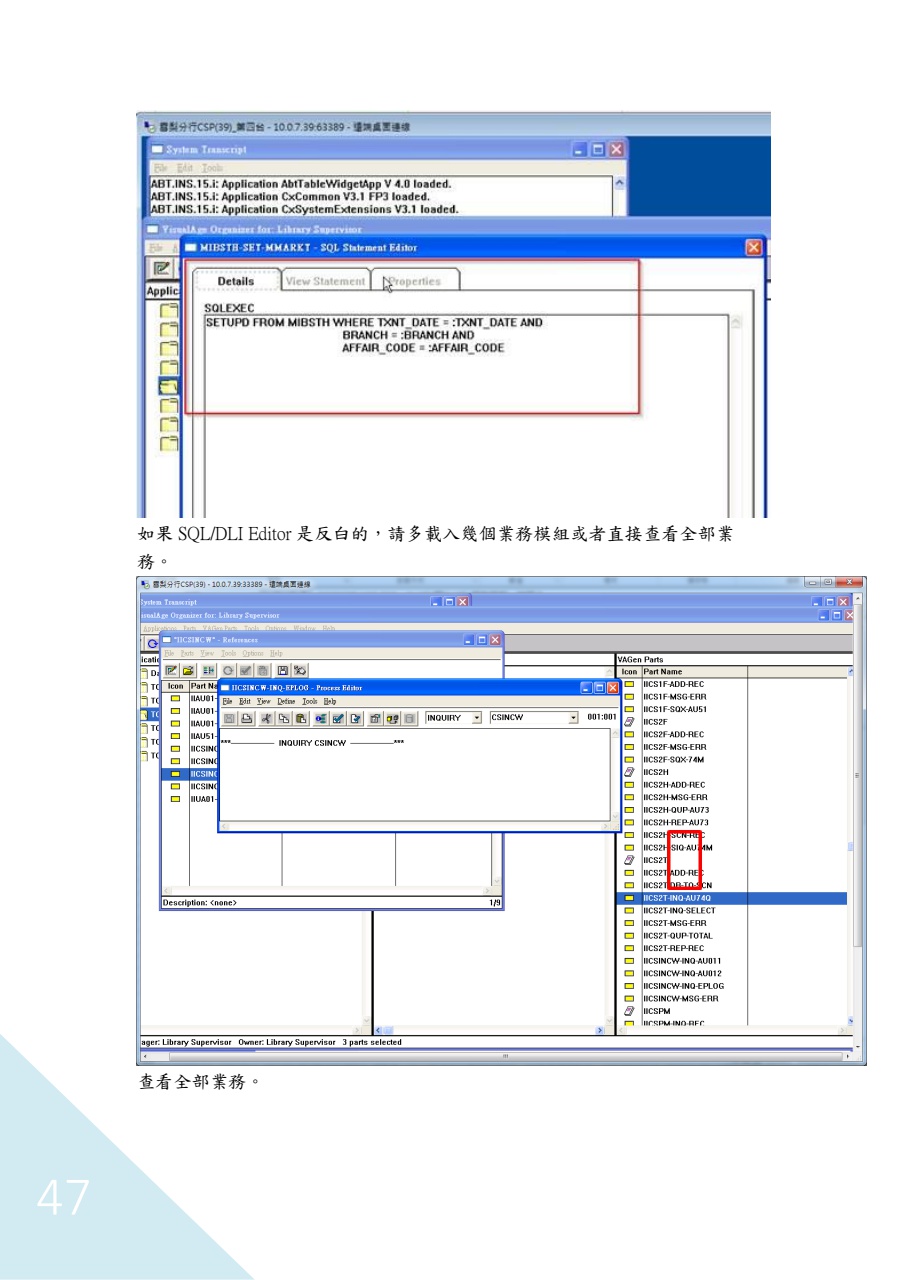 雲梨分行CSP(39)_第四台 - 10.0.7.39:63389 - 遠端桌面連線
System Transcript
File Edit Tools
ABT.INS.15.i: Application AbtTableWidgetApp V 4.0 loaded.
ABT.INS.15.i: Application CxCommon V3.1 FP3 loaded.
ABT.INS.15.i: Application CxSystemExtensions V3.1 loaded.
VisualAge Organizer for: Library Supervisor
MIBSTH-SET-MMARKT - SQL Statement Editor
Details View Statement Properties
Applic
SQLEXEC
SETUPD FROM MIBSTH WHERE TXNT_DATE = :TXNT_DATE AND
BRANCH = :BRANCH AND
AFFAIR_CODE = :AFFAIR_CODE
如果 SQL/DLI Editor 是反白的，請多載入幾個業務模組或者直接查看全部業
務。
雲梨分行CSP(39) - 10.0.7.39:33389 - 遠端桌面連線
ystem Transcript
isualAge Organizer for: Library Supervisor
Applications Parts VAGen Parts Tools Options Window Help
"IICSINCW" - References
File Parts View Tools Options Help
Icon Part Na
IIAU01-
IIAU01-
IIAU01-
IIAU51-
IICSINC
IICSINC
IICSINC
IICSINC
IIUA01-
IICSINCW-INQ-EPLOG - Process Editor
File Edit View Define Tools Help
INQUIRY CSINCW 001:001
***———— INQUIRY CSINCW ————***
Description: <none> 1/9
VAGen Parts
Icon Part Name
IICS1F-ADD-REC
IICS1F-MSG-ERR
IICS1F-SQX-AU51
IICS2F
IICS2F-ADD-REC
IICS2F-MSG-ERR
IICS2F-SQX-74M
IICS2H
IICS2H-ADD-REC
IICS2H-MSG-ERR
IICS2H-QUP-AU73
IICS2H-REP-AU73
IICS2H-SCN-REC
IICS2H-SIQ-AU74M
IICS2T
IICS2T-ADD-REC
IICS2T-DB-TO-SCN
IICS2T-INQ-AU74Q
IICS2T-INQ-SELECT
IICS2T-MSG-ERR
IICS2T-QUP-TOTAL
IICS2T-REP-REC
IICSINCW-INQ-AU011
IICSINCW-INQ-AU012
IICSINCW-INQ-EPLOG
IICSINCW-MSG-ERR
IICSPM
IICSPM-INQ-REC
ager: Library Supervisor Owner: Library Supervisor 3 parts selected
查看全部業務。
47